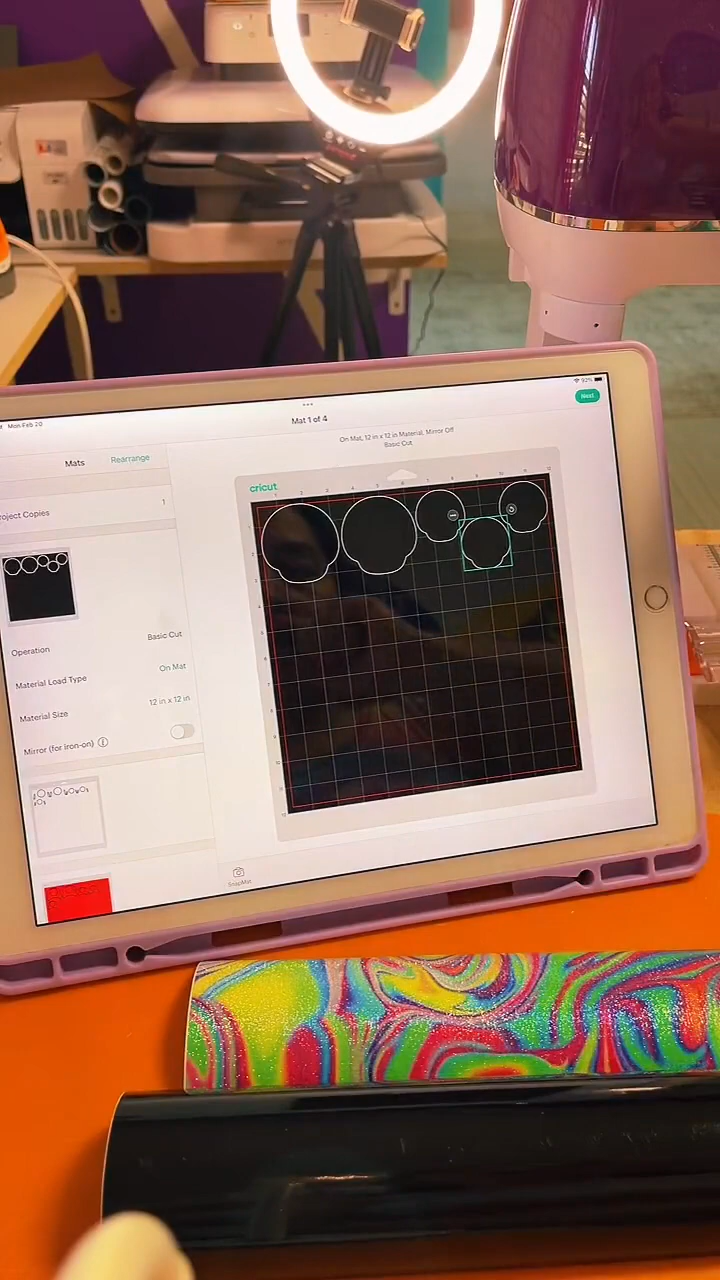 Mon Feb 20
92%
Mat 1 of 4
Next
Mats
Rearrange
On Mat, 12 in x 12 in Material, Mirror Off
Basic Cut
roject Copies
1
cricut
Operation
Basic Cut
Material Load Type
On Mat
Material Size
12 in x 12 in
Mirror (for iron-on)
SnapMat